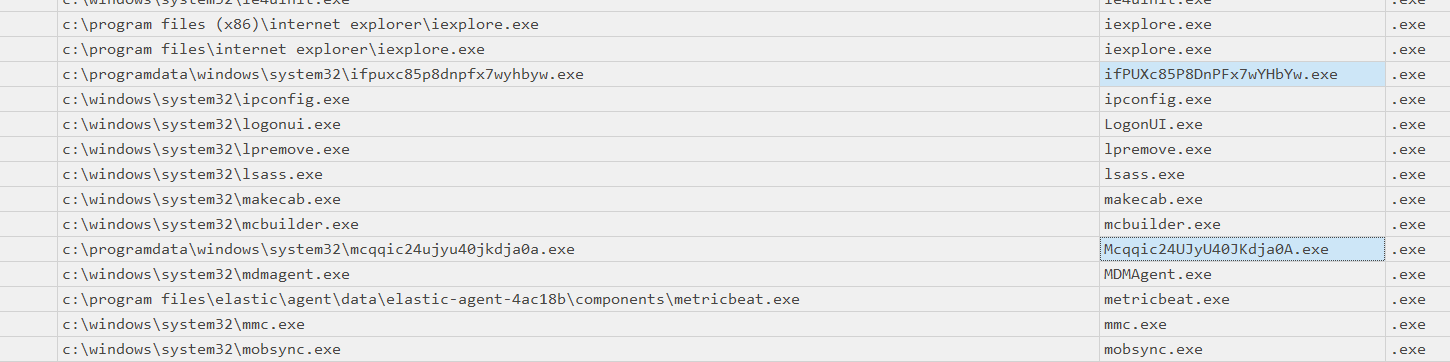 c:\windows\system32\ie4uinit.exe ie4uinit.exe .exe
c:\program files (x86)\internet explorer\iexplore.exe iexplore.exe .exe
c:\program files\internet explorer\iexplore.exe iexplore.exe .exe
c:\programdata\windows\system32\ifpuxc85p8dnpfx7wyhbyw.exe ifPUXc85P8DnPFx7wYHbYw.exe .exe
c:\windows\system32\ipconfig.exe ipconfig.exe .exe
c:\windows\system32\logonui.exe LogonUI.exe .exe
c:\windows\system32\lpremove.exe lpremove.exe .exe
c:\windows\system32\lsass.exe lsass.exe .exe
c:\windows\system32\makecab.exe makecab.exe .exe
c:\windows\system32\mcbuilder.exe mcbuilder.exe .exe
c:\programdata\windows\system32\mcqqic24ujyu40jkdja0a.exe Mcqqic24UJyU40JKdja0A.exe .exe
c:\windows\system32\mdmagent.exe MDMAgent.exe .exe
c:\program files\elastic\agent\data\elastic-agent-4ac18b\components\metricbeat.exe metricbeat.exe .exe
c:\windows\system32\mmc.exe mmc.exe .exe
c:\windows\system32\mobsync.exe mobsync.exe .exe